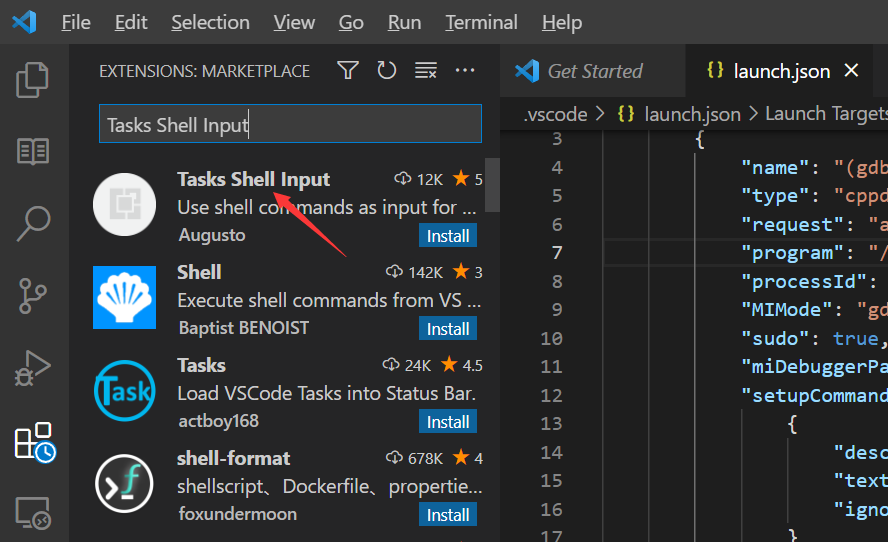 File Edit Selection View Go Run Terminal Help
EXTENSIONS: MARKETPLACE
Tasks Shell Input
Tasks Shell Input 12K 5
Use shell commands as input for ...
Augusto Install
Shell 142K 3
Execute shell commands from VS ...
Baptist BENOIST Install
Tasks 24K 4.5
Load VSCode Tasks into Status Bar.
actboy168 Install
shell-format 678K 4
shellscript、Dockerfile、propertie...
foxundermoon Install
Task
Get Started {} launch.json
.vscode > {} launch.json > Launch Targets
3 {
4 "name": "(gdb
5 "type": "cppd
6 "request": "a
7 "program": "/
8 "processId":
9 "MIMode": "gd
10 "sudo": true,
11 "miDebuggerPa
12 "setupCommand
13 {
14 "desc
15 "text
16 "igno
17 }